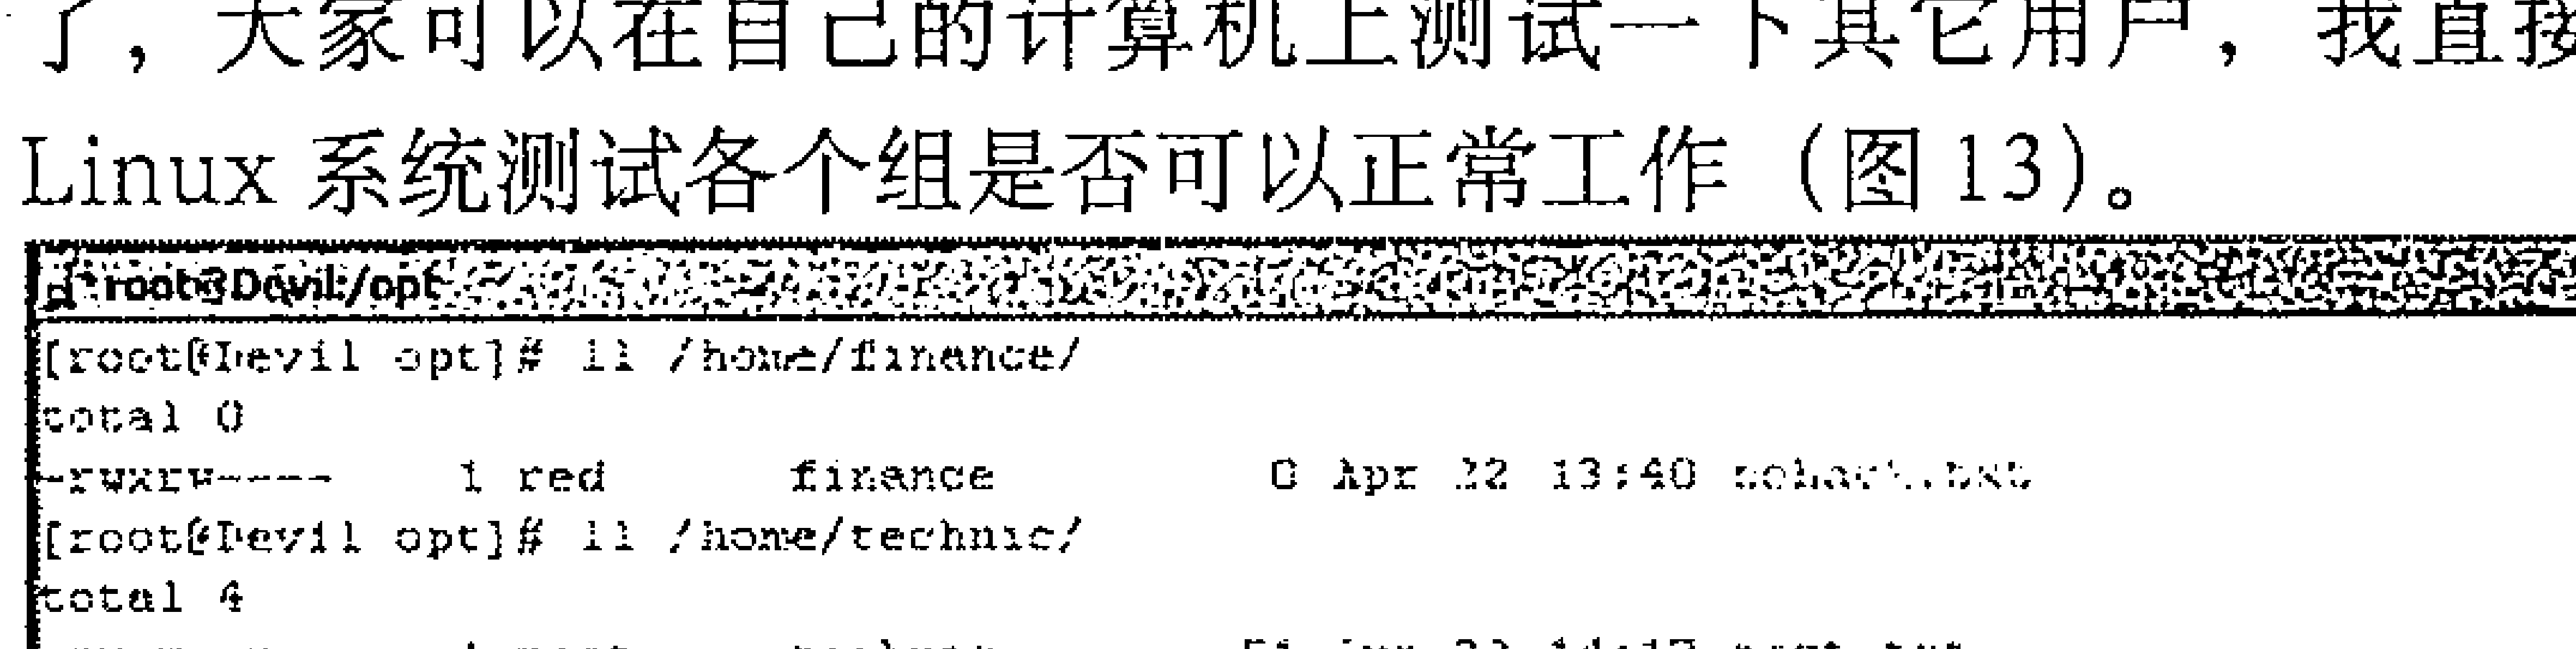 了，大家可以在自己的计算机上测试一下其它用户，我直接
Linux 系统测试各个组是否可以正常工作（图 13）。
root@Devil:/opt
[root@Devil opt]# ll /home/finance/
total 0
-rwxrw---- 1 red finance 0 Apr 22 13:40
[root@Devil opt]# ll /home/technic/
total 4